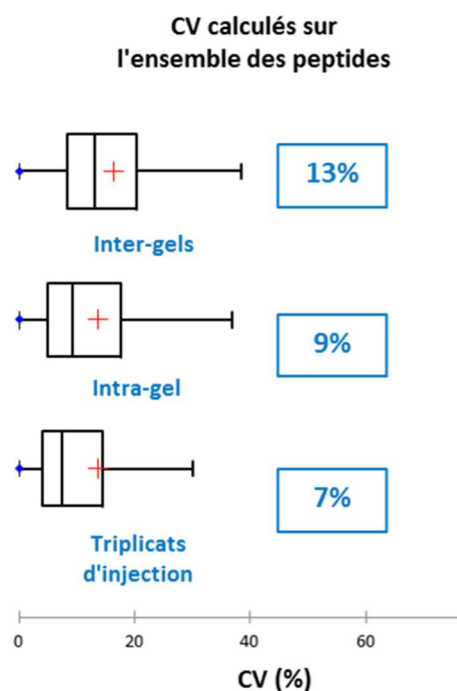 CV calculés sur
l'ensemble des peptides
13%
Inter-gels
9%
Intra-gel
7%
Triplicats
d'injection
0 20 40 60
CV (%)